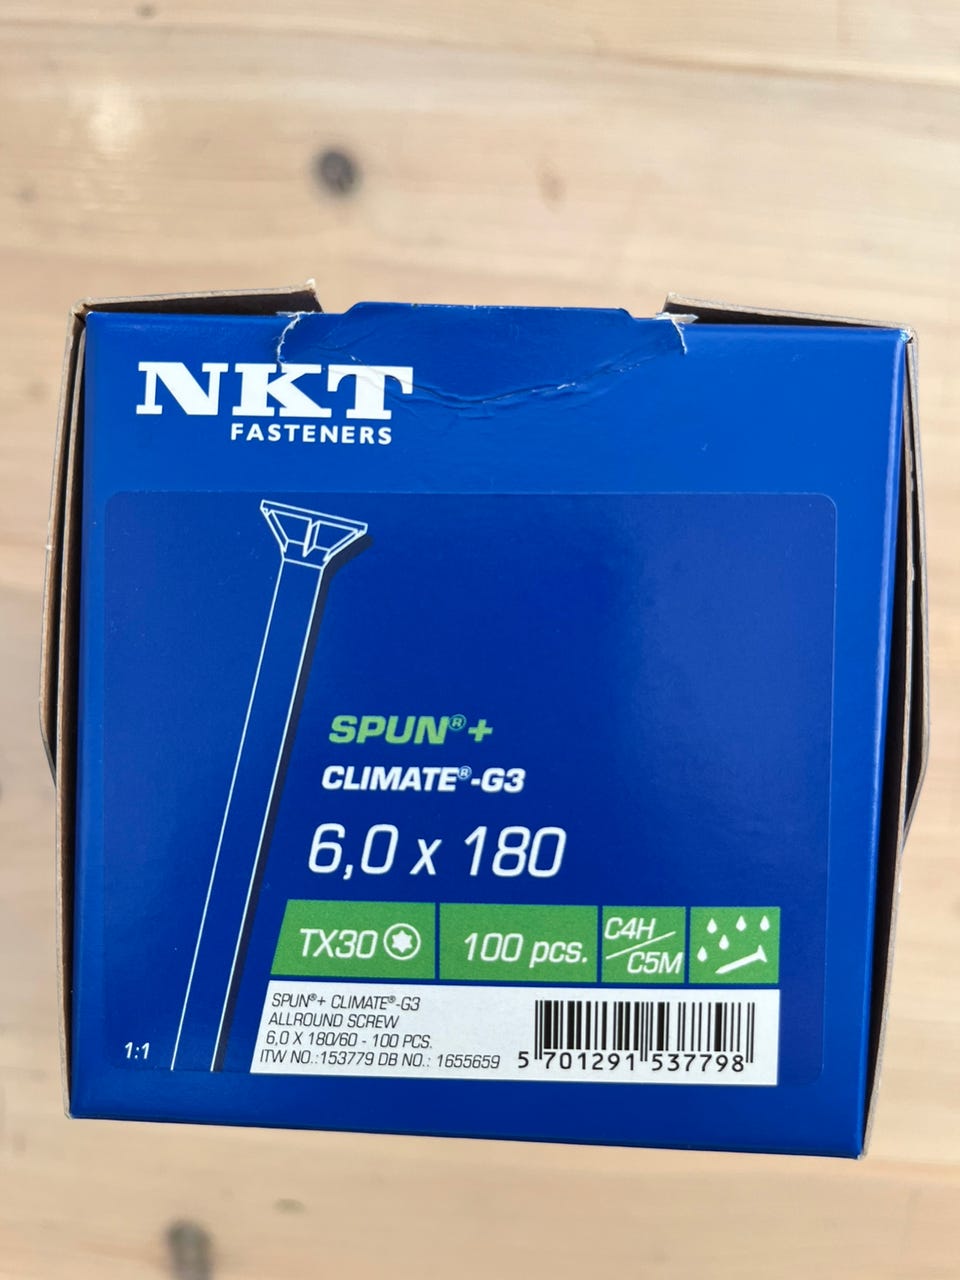 NKT
FASTENERS
SPUN®+
CLIMATE®-G3
6,0 x 180
TX30
100 pcs.
C4H
C5M
SPUN®+ CLIMATE®-G3
ALLROUND SCREW
6,0 X 180/60 - 100 PCS.
ITW NO.:153779 DB NO.: 1655659
5 701291 537798
1:1